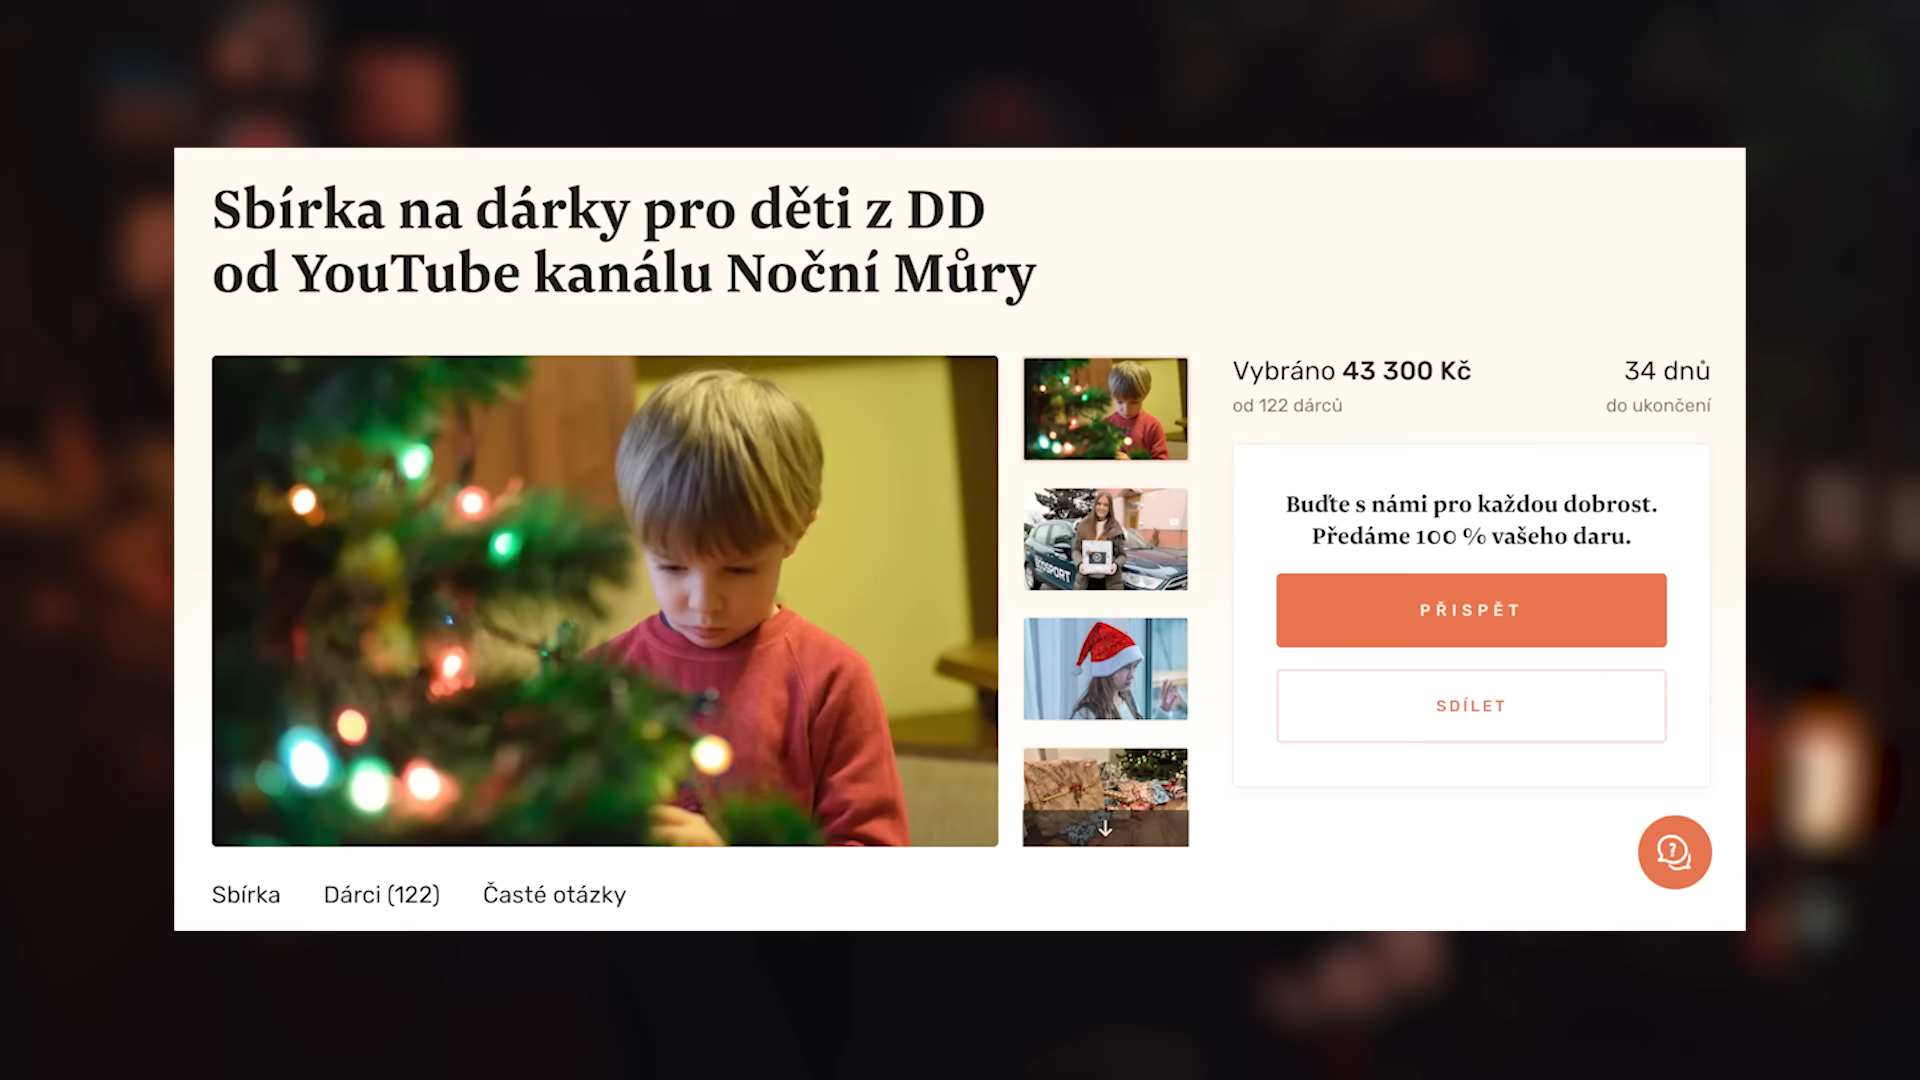 Sbírka na dárky pro děti z DD
od YouTube kanálu Noční Můry
Vybráno 43 300 Kč
34 dnů
od 122 dárců
do ukončení
Buďte s námi pro každou dobrost.
Předáme 100 % vašeho daru.
PŘISPĚT
SDÍLET
ECOSPORT
?
Sbírka
Dárci (122)
Časté otázky